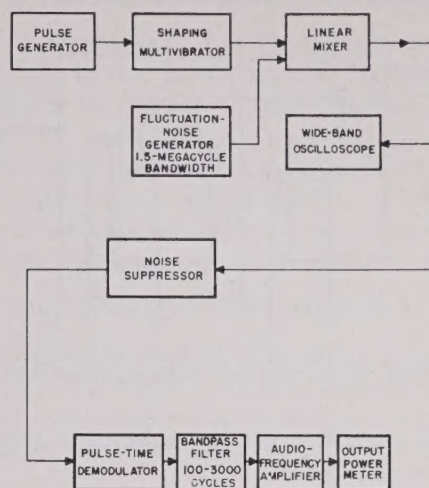 PULSE
GENERATOR
SHAPING
MULTIVIBRATOR
LINEAR
MIXER
FLUCTUATION-
NOISE
GENERATOR
1.5-MEGACYCLE
BANDWIDTH
WIDE-BAND
OSCILLOSCOPE
NOISE
SUPPRESSOR
PULSE-TIME
DEMODULATOR
BANDPASS
FILTER
100-3000
CYCLES
AUDIO-
FREQUENCY
AMPLIFIER
OUTPUT
POWER
METER